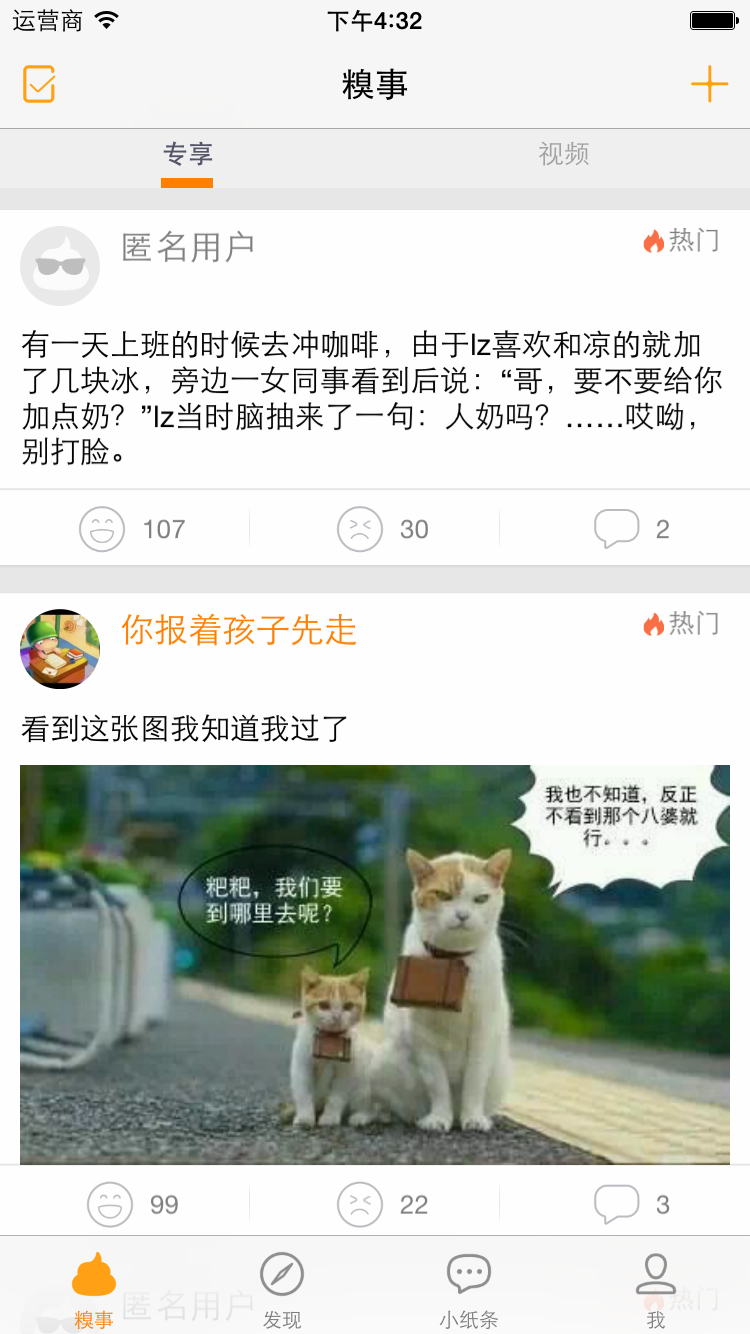 运营商
下午4:32
糗事
专享
视频
匿名用户
热门
有一天上班的时候去冲咖啡，由于lz喜欢和凉的就加
了几块冰，旁边一女同事看到后说：“哥，要不要给你
加点奶？”lz当时脑抽来了一句：人奶吗？……哎呦，
别打脸。
107
30
2
你报着孩子先走
热门
看到这张图我知道我过了
我也不知道，反正
不看到那个八婆就
行。。。
粑粑，我们要
到哪里去呢？
99
22
3
匿名用户
热门
糗事
发现
小纸条
我